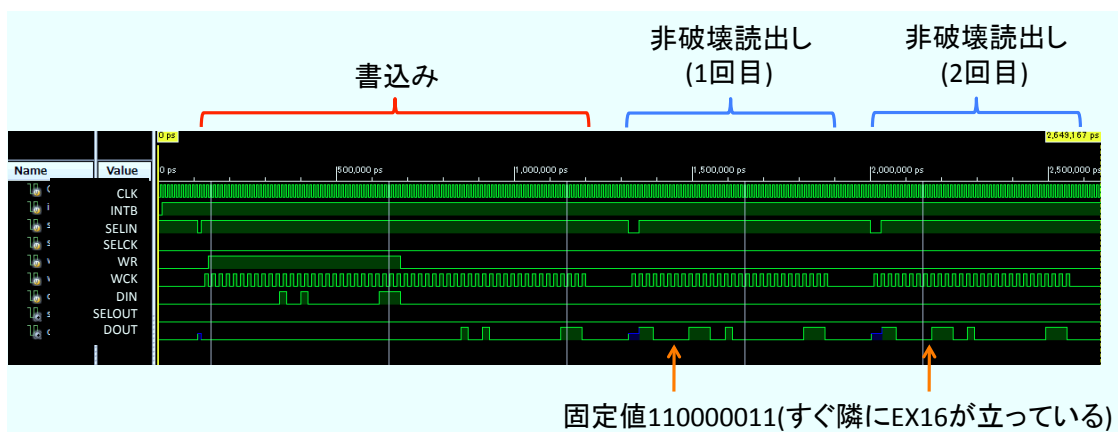 非破壊読出し
(1回目)
非破壊読出し
(2回目)
書込み
0 ps
2,649,167 ps
Name
Value
0 ps
500,000 ps
1,000,000 ps
1,500,000 ps
2,000,000 ps
2,500,000 ps
CLK
INTB
SELIN
SELCK
WR
WCK
DIN
SELOUT
DOUT
固定値110000011(すぐ隣にEX16が立っている)